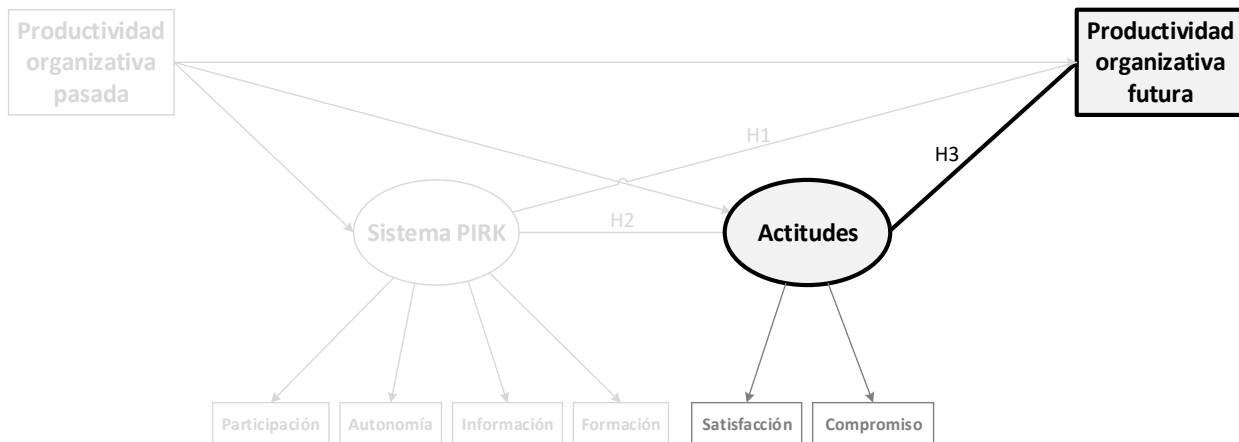 Productividad
organizativa
pasada
Productividad
organizativa
futura
H1
H3
Sistema PIRK
H2
Actitudes
Participación
Autonomía
Información
Formación
Satisfacción
Compromiso